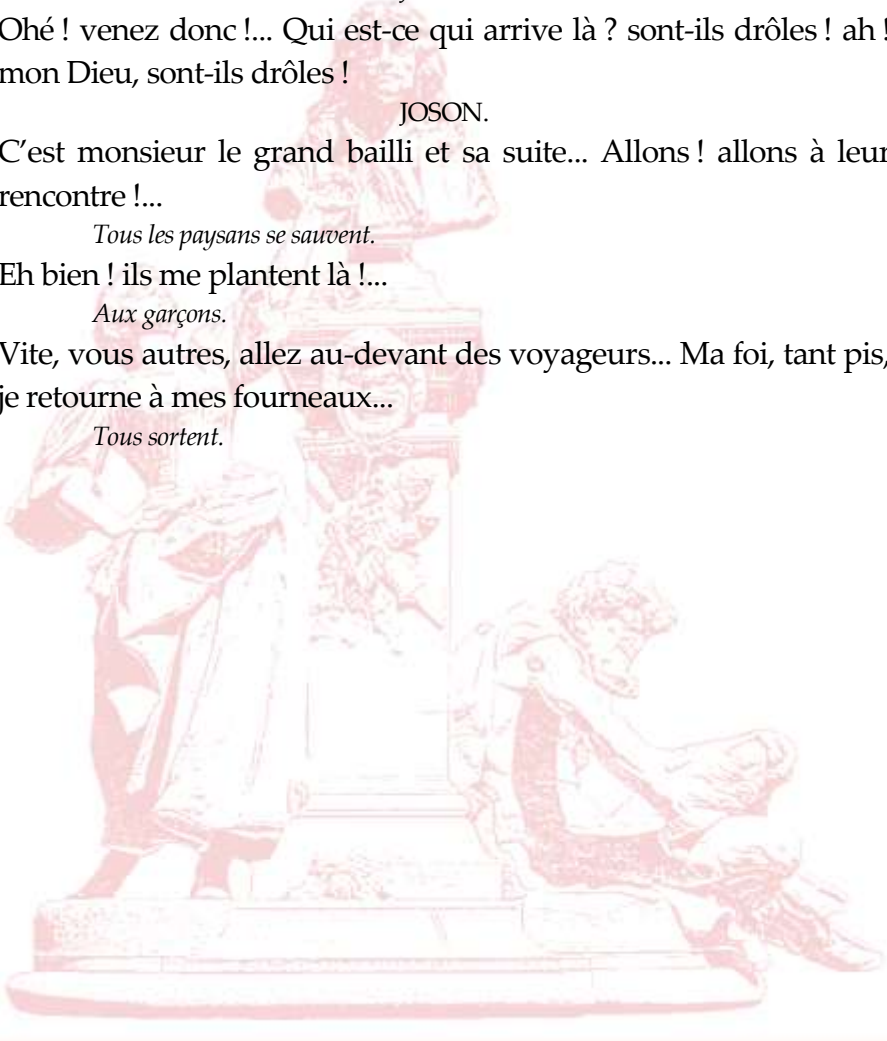 Ohé ! venez donc !... Qui est-ce qui arrive là ? sont-ils drôles ! ah !
mon Dieu, sont-ils drôles !
JOSON.
C’est monsieur le grand bailli et sa suite... Allons ! allons à leur
rencontre !...
Tous les paysans se sauvent.
Eh bien ! ils me plantent là !...
Aux garçons.
Vite, vous autres, allez au-devant des voyageurs... Ma foi, tant pis,
je retourne à mes fourneaux...
Tous sortent.